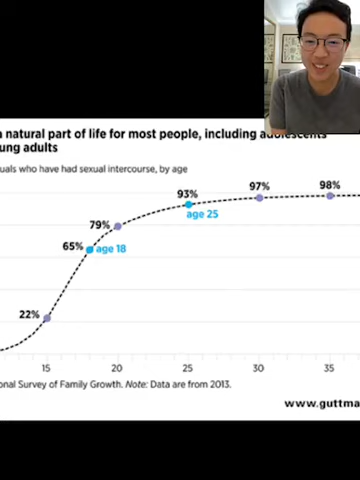 a natural part of life for most people, including adolescents
ung adults
uals who have had sexual intercourse, by age
98%
97%
93%
age 25
79%
65% age 18
22%
15 20 25 30 35
onal Survey of Family Growth. Note: Data are from 2013.
www.guttma